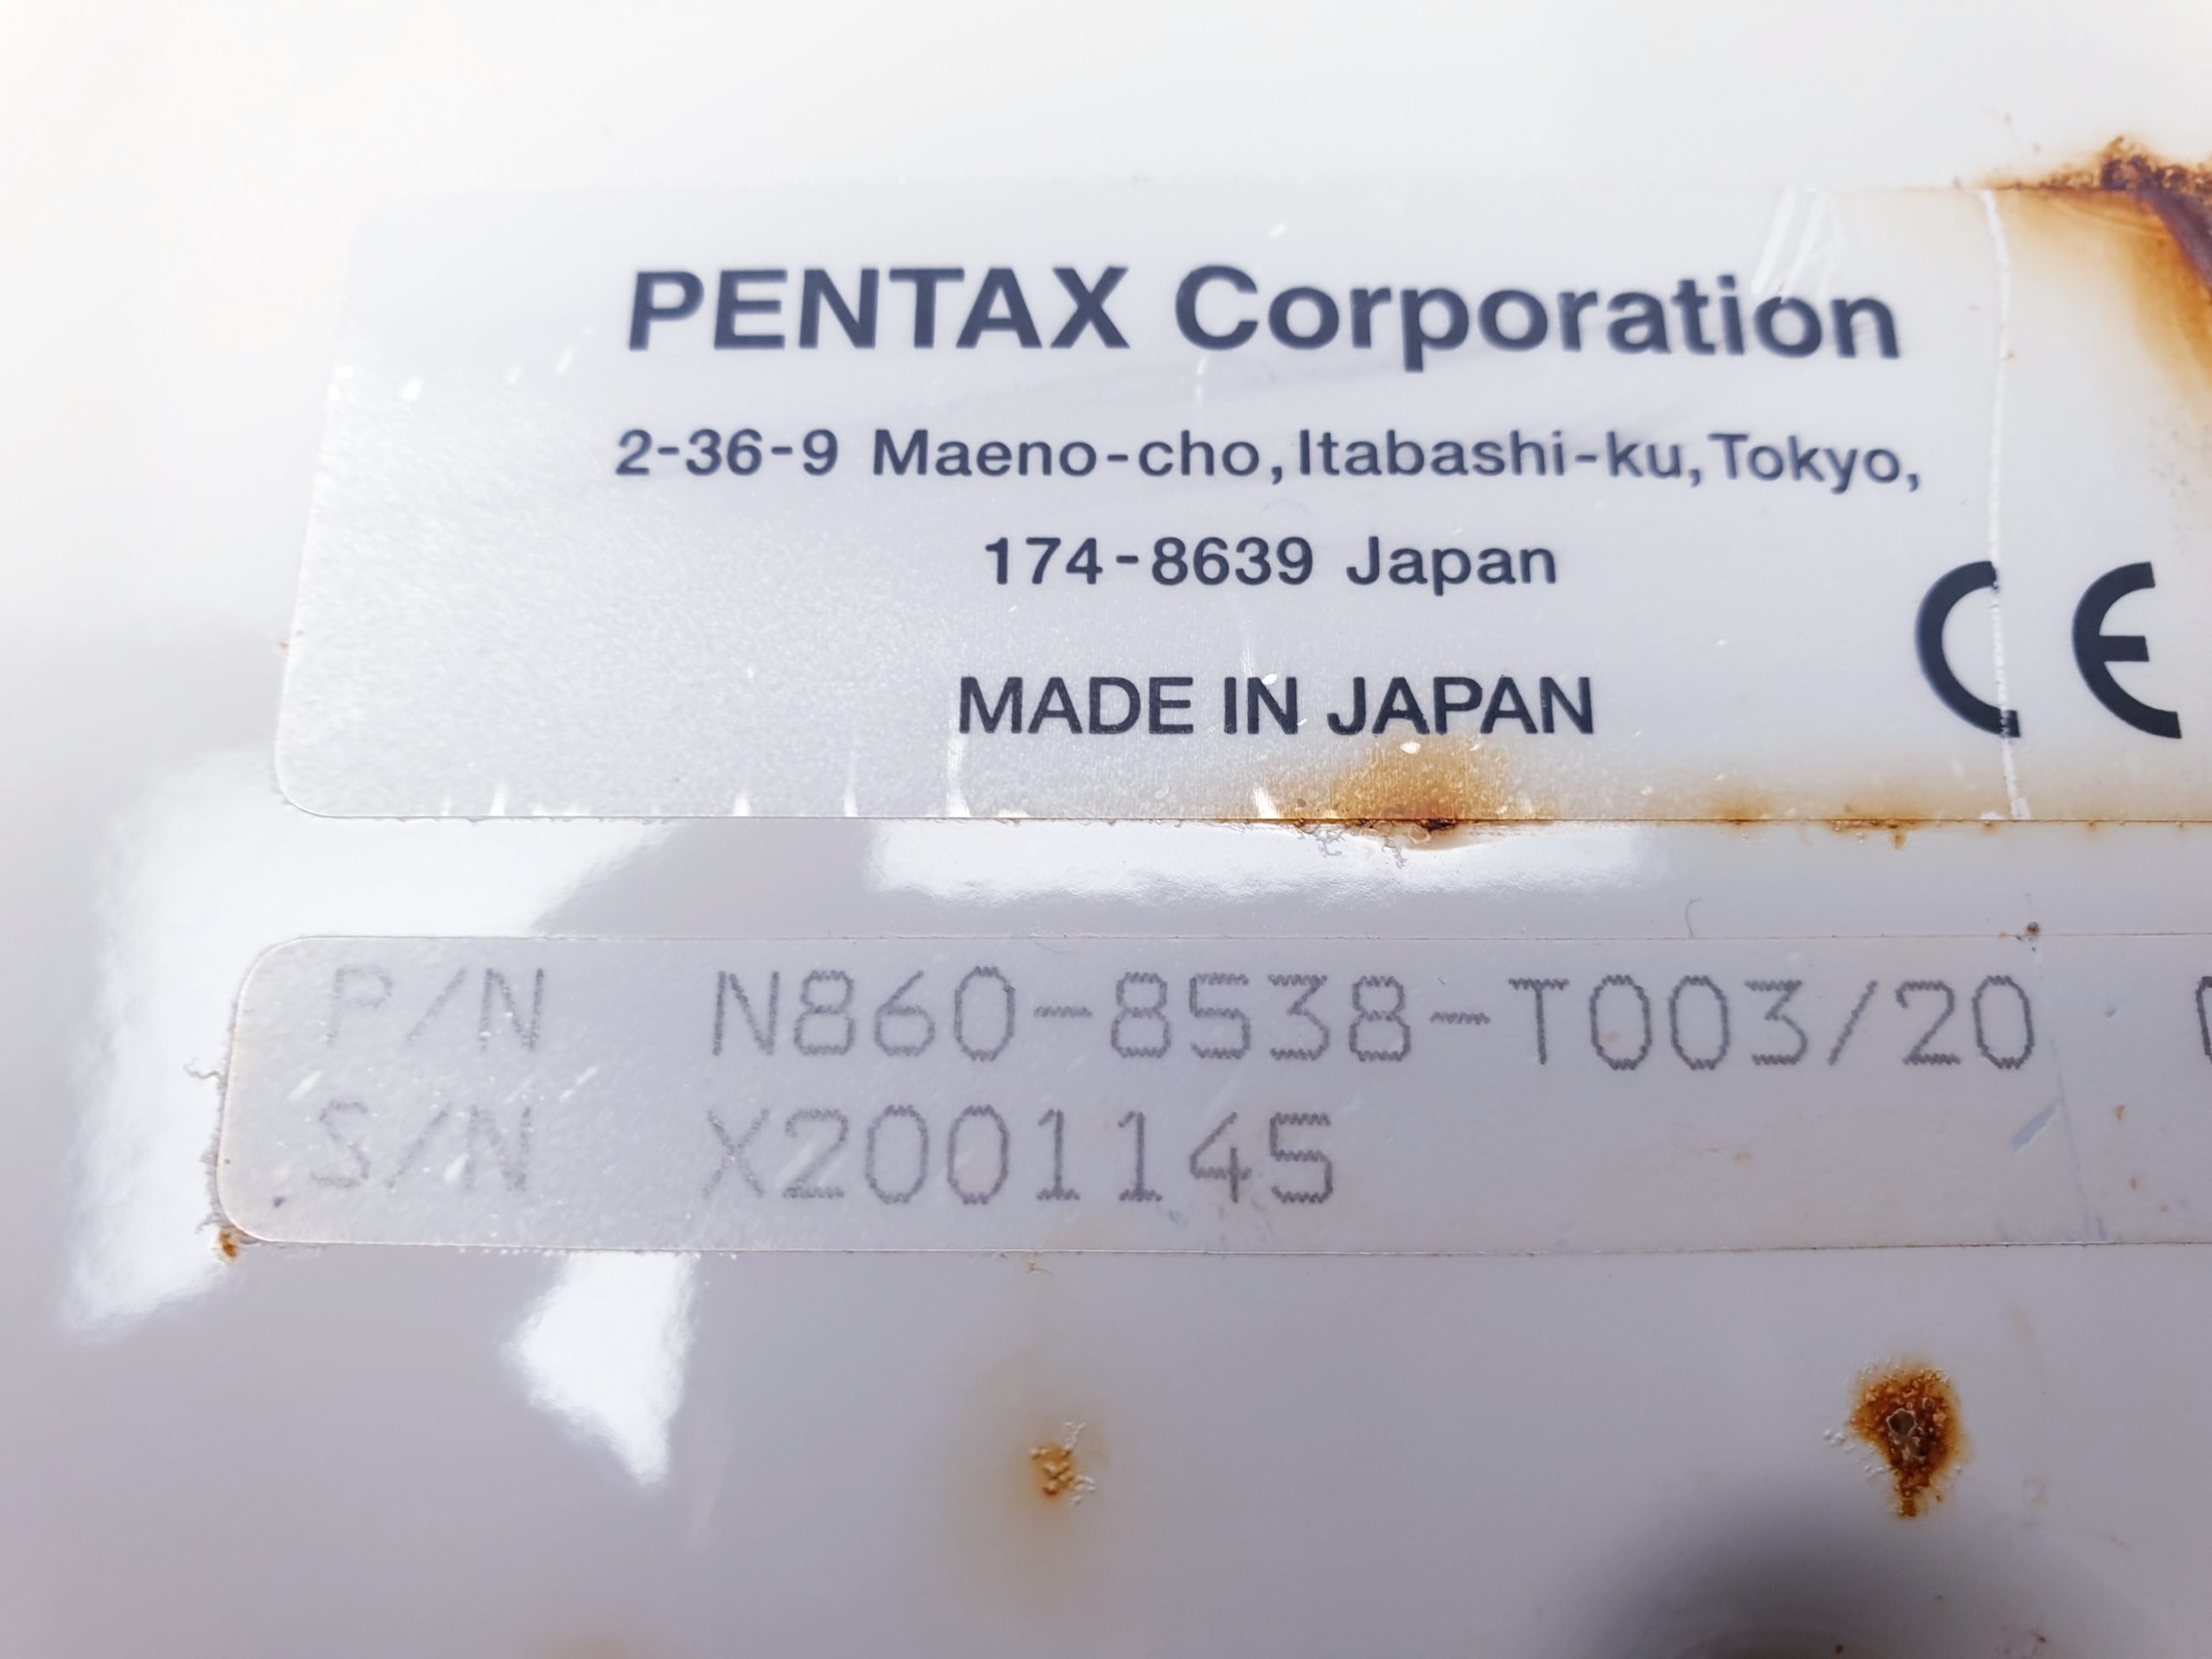 PENTAX Corporation
2-36-9 Maeno-cho,Itabashi-ku,Tokyo,
174-8639 Japan
MADE IN JAPAN
CE
P/N N860-8538-T003/20
S/N X2001145